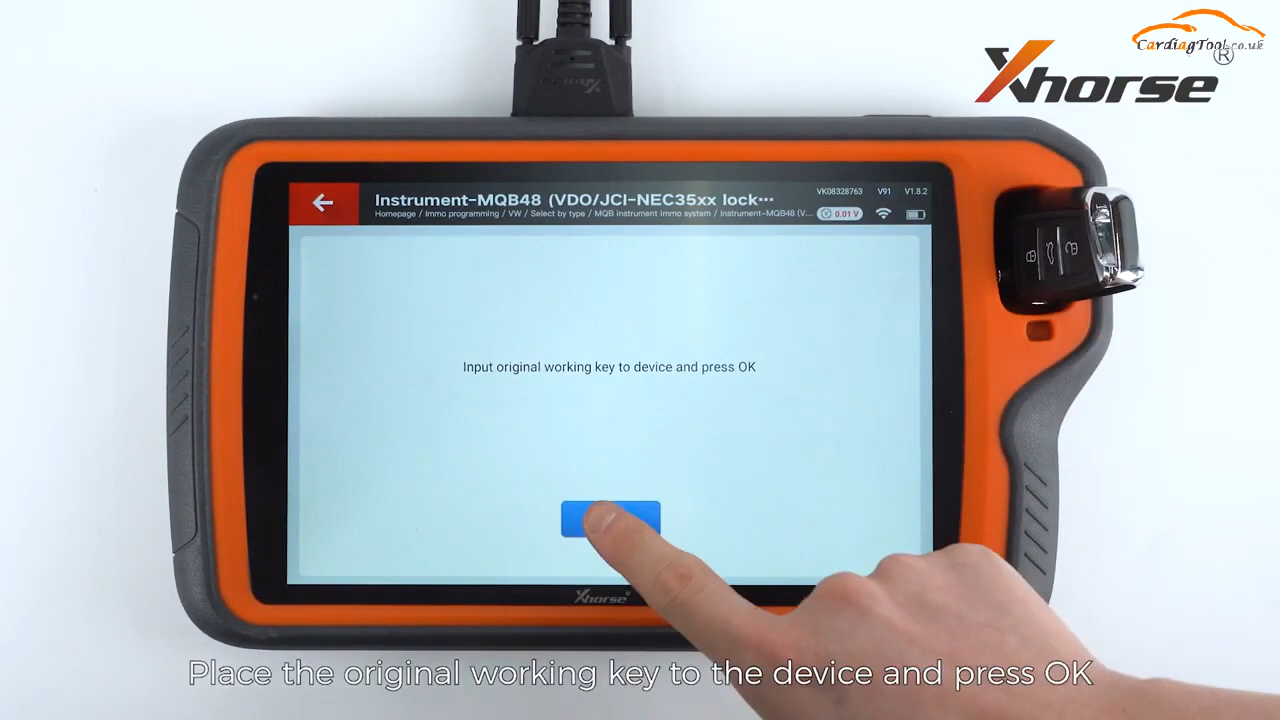 CardiagTool.co.uk
Xhorse®
Instrument-MQB48 (VDO/JCI-NEC35xx lock···
VK08328763 V91 V1.8.2
Homepage / Immo programming / VW / Select by type / MQB instrument immo system / Instrument-MQB48 (V...
0.01 V
Input original working key to device and press OK
Xhorse
Place the original working key to the device and press OK